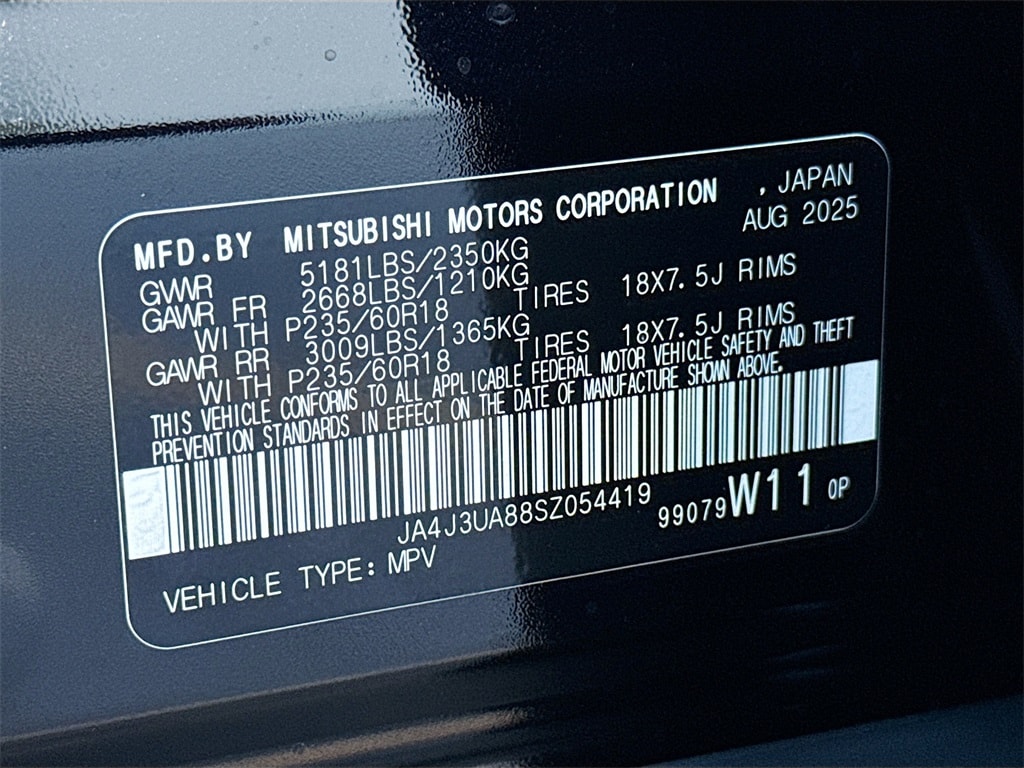 MFD.BY MITSUBISHI MOTORS CORPORATION , JAPAN
AUG 2025
GVWR 5181LBS/2350KG
GAWR FR 2668LBS/1210KG
WITH P235/60R18 TIRES 18X7.5J RIMS
GAWR RR 3009LBS/1365KG
WITH P235/60R18 TIRES 18X7.5J RIMS
THIS VEHICLE CONFORMS TO ALL APPLICABLE FEDERAL MOTOR VEHICLE SAFETY AND THEFT
PREVENTION STANDARDS IN EFFECT ON THE DATE OF MANUFACTURE SHOWN ABOVE.
JA4J3UA88SZ054419 99079W11 0P
VEHICLE TYPE: MPV